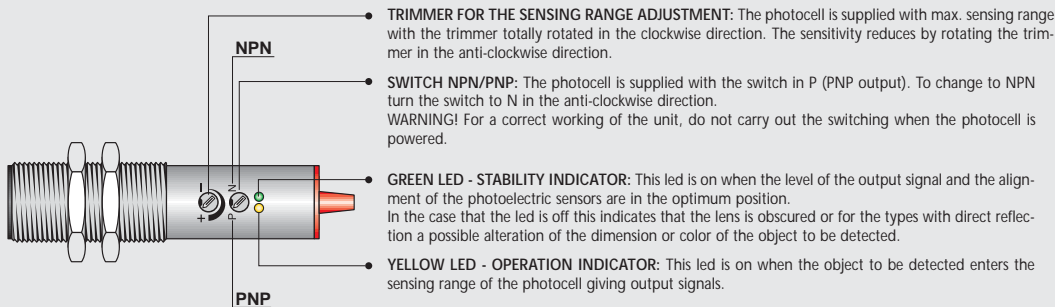 TRIMMER FOR THE SENSING RANGE ADJUSTMENT: The photocell is supplied with max. sensing range
with the trimmer totally rotated in the clockwise direction. The sensitivity reduces by rotating the trim-
mer in the anti-clockwise direction.
NPN
SWITCH NPN/PNP: The photocell is supplied with the switch in P (PNP output). To change to NPN
turn the switch to N in the anti-clockwise direction.
WARNING! For a correct working of the unit, do not carry out the switching when the photocell is
powered.
- N
+ P
GREEN LED - STABILITY INDICATOR: This led is on when the level of the output signal and the align-
ment of the photoelectric sensors are in the optimum position.
In the case that the led is off this indicates that the lens is obscured or for the types with direct reflec-
tion a possible alteration of the dimension or color of the object to be detected.
YELLOW LED - OPERATION INDICATOR: This led is on when the object to be detected enters the
sensing range of the photocell giving output signals.
PNP